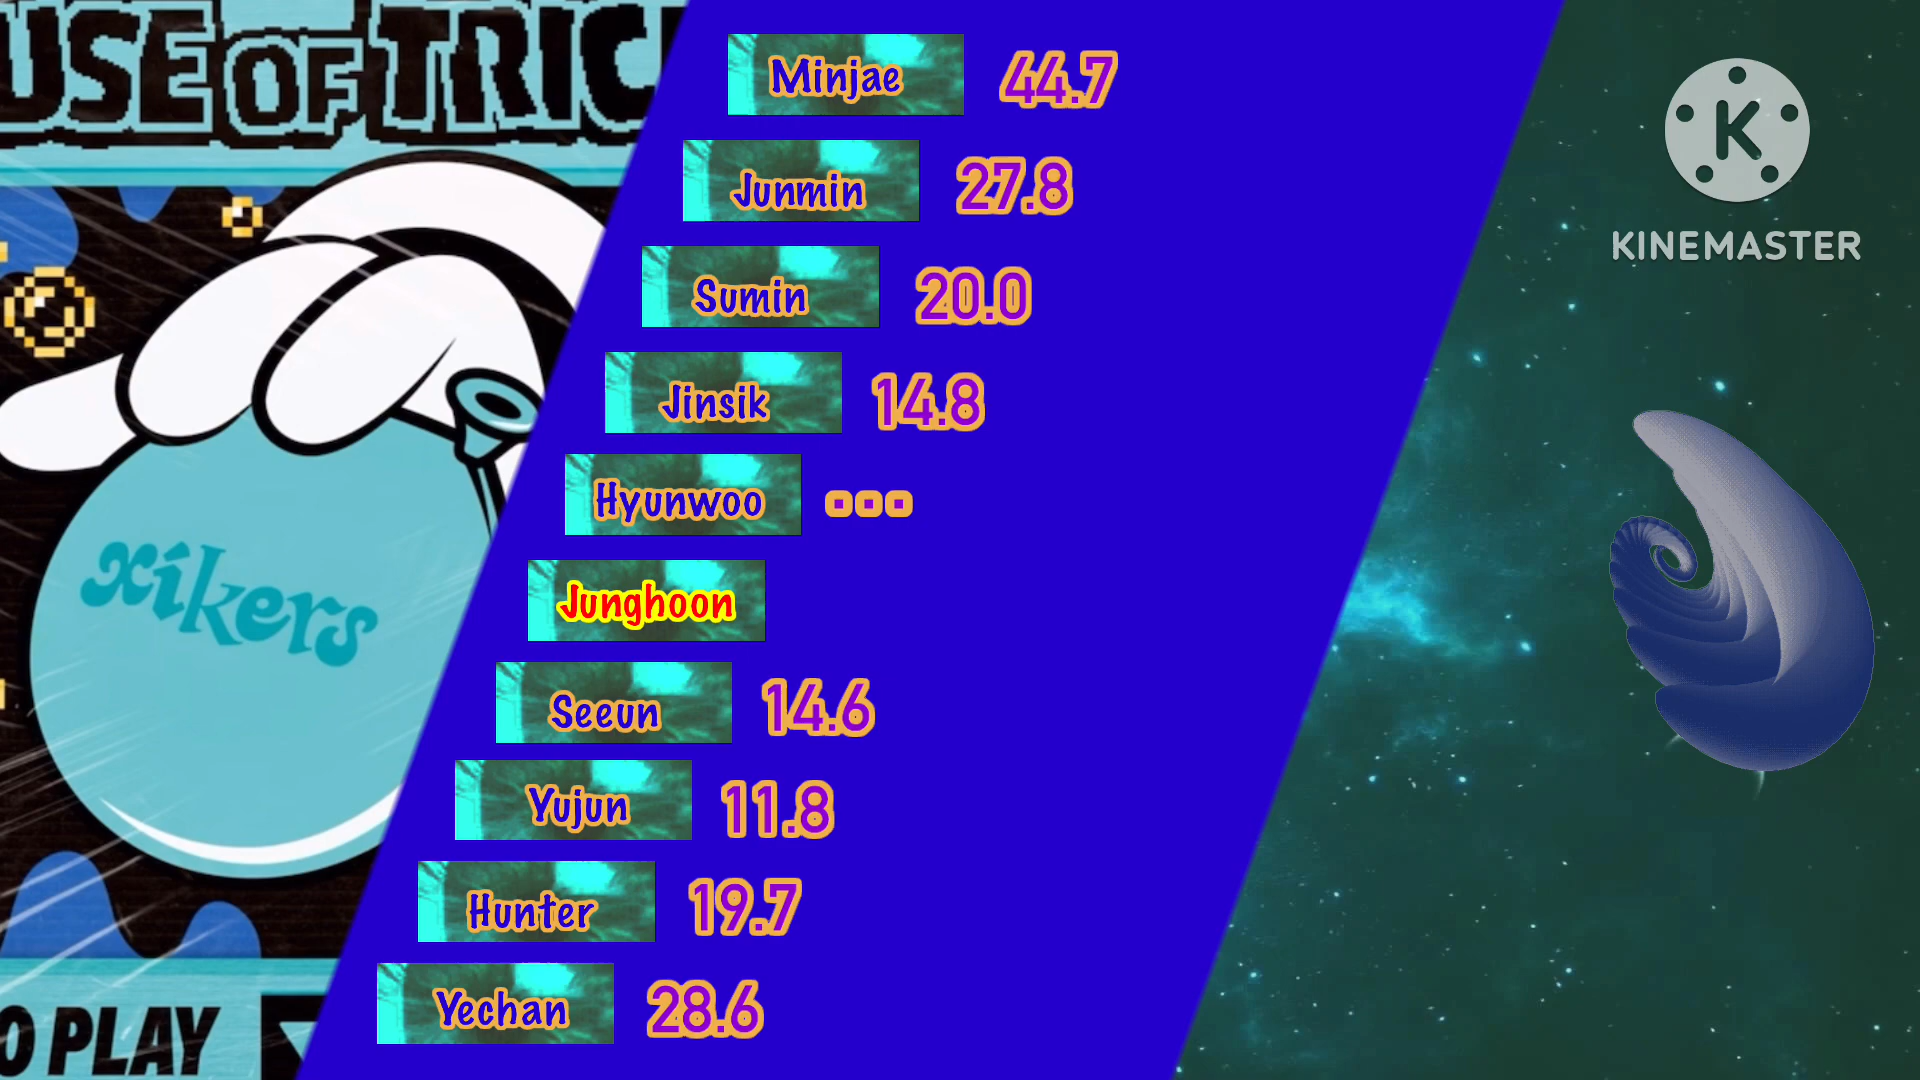 USE OF TRIC
xikers
O PLAY
Minjae 44.7
Junmin 27.8
Sumin 20.0
Jinsik 14.8
Hyunwoo ...
Junghoon
Seeun 14.6
Yujun 11.8
Hunter 19.7
Yechan 28.6
K
KINEMASTER